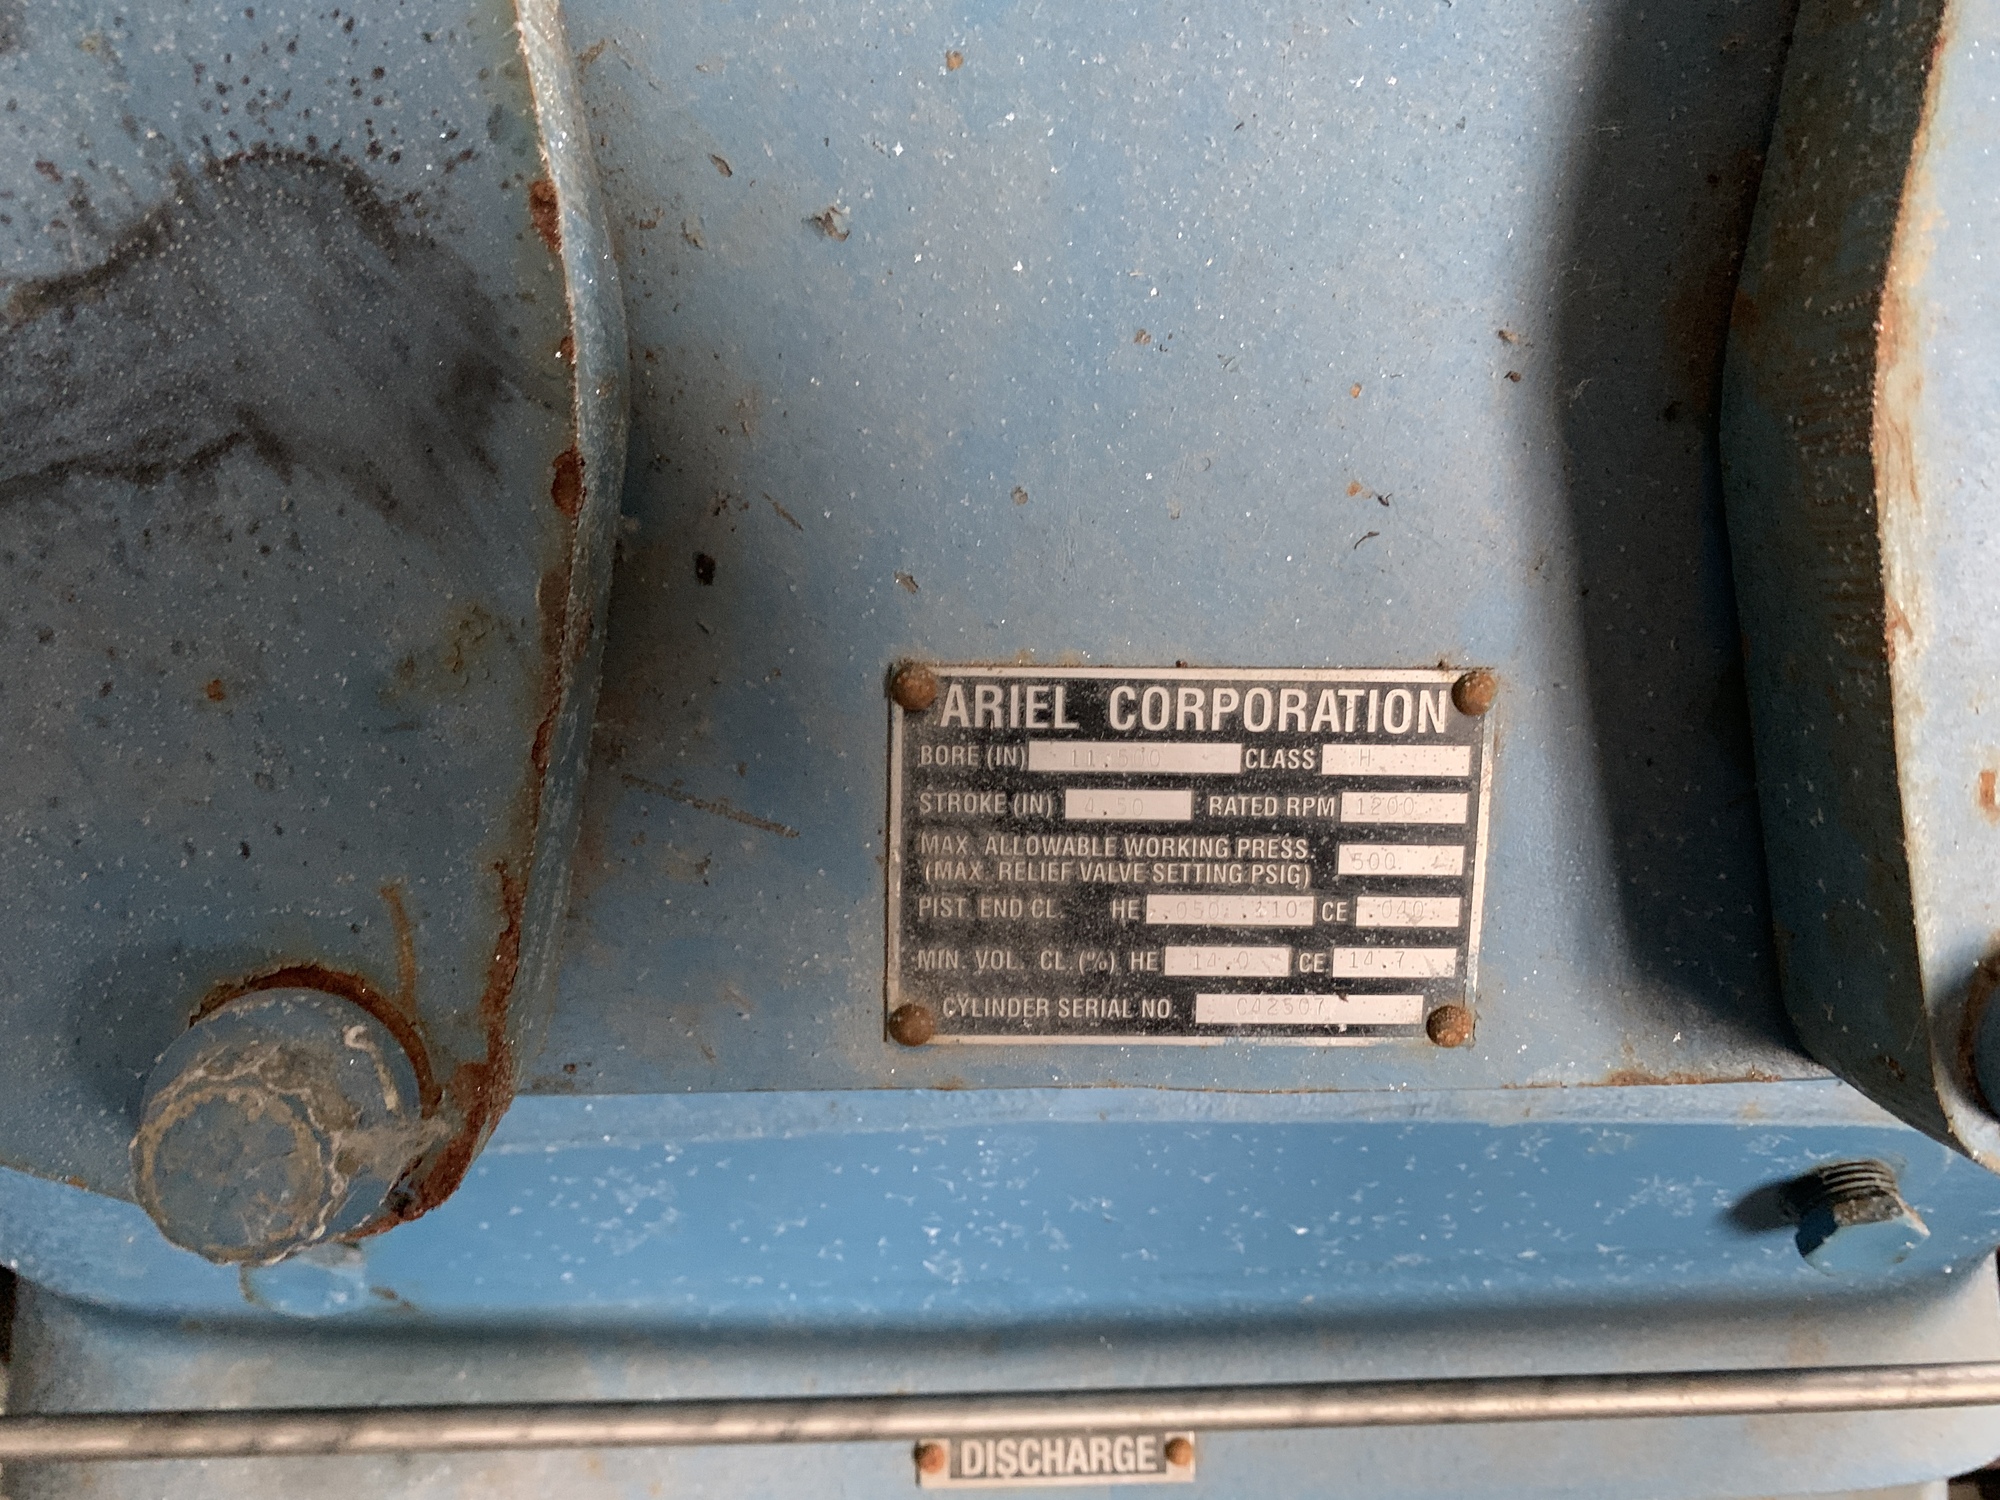 ARIEL CORPORATION
BORE (IN) 11.500 CLASS H
STROKE (IN) 4.50 RATED RPM 1200
MAX. ALLOWABLE WORKING PRESS.
(MAX. RELIEF VALVE SETTING PSIG) 500
PIST. END CL. HE .050 CE .040
MIN. VOL. CL. (%) HE 14.0 CE 14.7
CYLINDER SERIAL NO. C42507
DISCHARGE